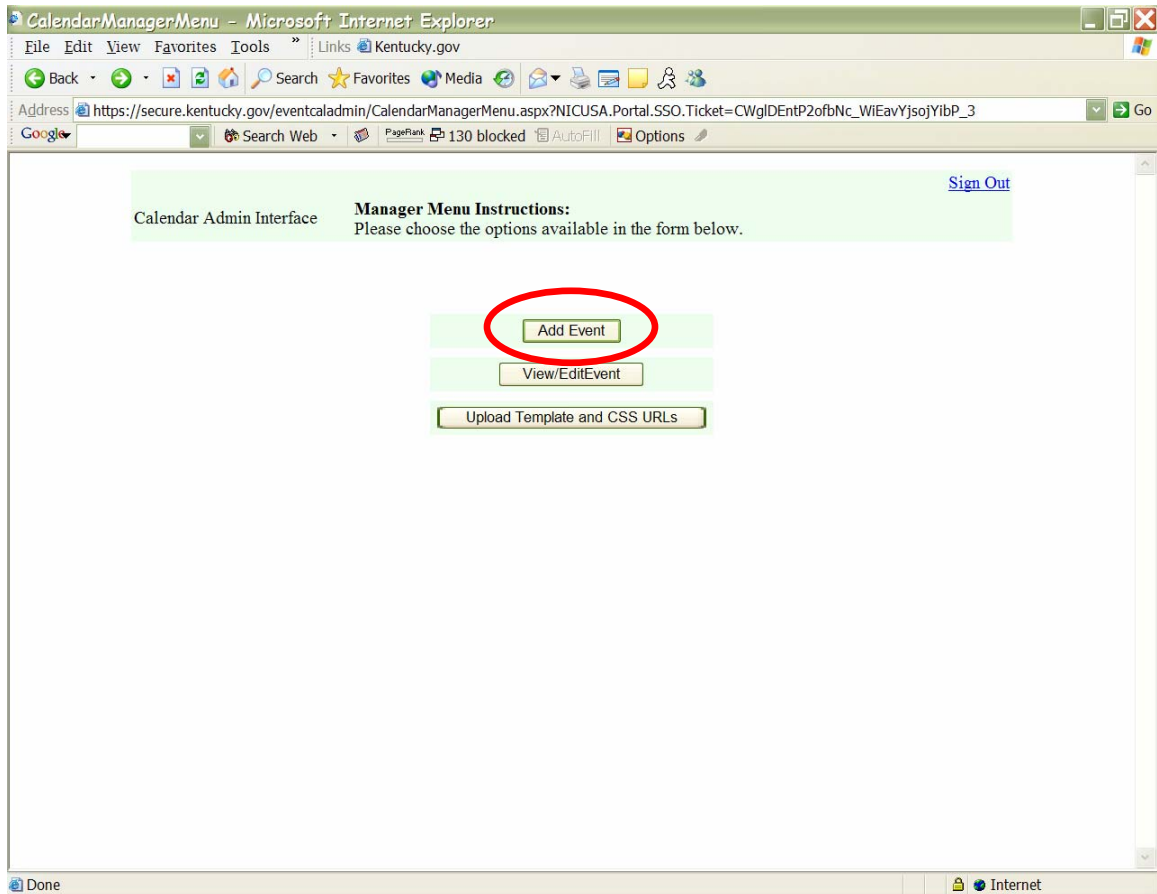 CalendarManagerMenu - Microsoft Internet Explorer
File Edit View Favorites Tools » Links Kentucky.gov
Back Search Favorites Media
Address https://secure.kentucky.gov/eventcaladmin/CalendarManagerMenu.aspx?NICUSA.Portal.SSO.Ticket=CWglDEntP2ofbNc_WiEavYjsojYibP_3 Go
Google Search Web PageRank 130 blocked AutoFill Options
Sign Out
Calendar Admin Interface
Manager Menu Instructions:
Please choose the options available in the form below.
Add Event
View/EditEvent
Upload Template and CSS URLs
Done Internet